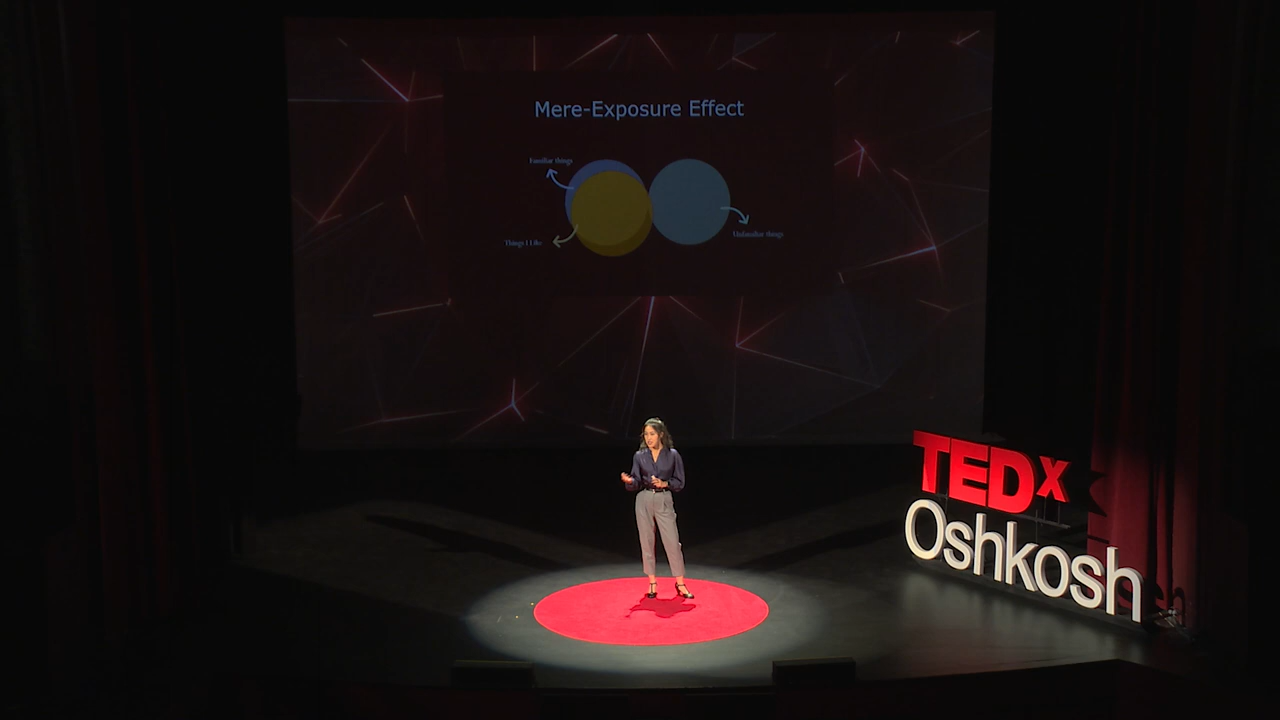 Mere-Exposure Effect
Familiar things
Things I Like
Unfamiliar things
TEDx
Oshkosh